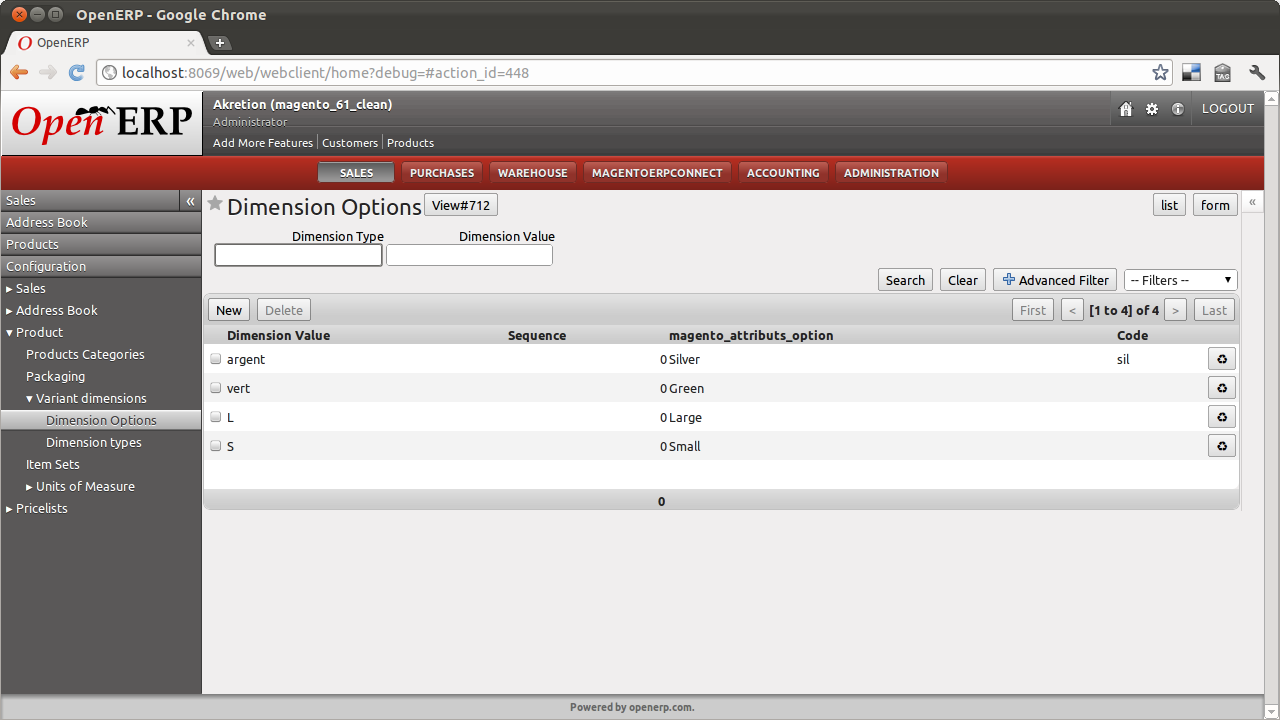 OpenERP - Google Chrome
OpenERP
localhost:8069/web/webclient/home?debug=#action_id=448
TAG
Open ERP
Akretion (magento_61_clean)
Administrator
LOGOUT
Add More Features Customers Products
SALES PURCHASES WAREHOUSE MAGENTOERPCONNECT ACCOUNTING ADMINISTRATION
Sales «
Address Book
Products
Configuration
▸ Sales
▸ Address Book
▾ Product
Products Categories
Packaging
▾ Variant dimensions
Dimension Options
Dimension types
Item Sets
▸ Units of Measure
▸ Pricelists
Dimension Options View#712 list form «
Dimension Type Dimension Value
Search Clear Advanced Filter -- Filters --
New Delete First < [1 to 4] of 4 > Last
Dimension Value Sequence magento_attributs_option Code
argent 0 Silver sil
vert 0 Green
L 0 Large
S 0 Small
0
Powered by openerp.com.